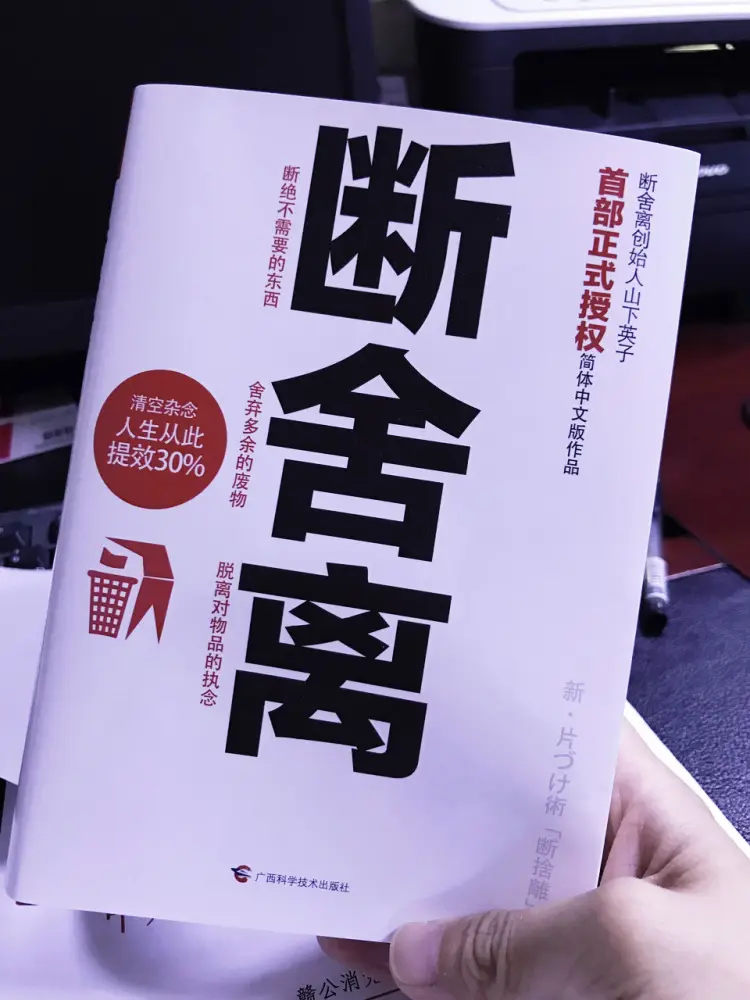 断舍离创始人山下英子
首部正式授权
简体中文版作品
断舍离
断绝不需要的东西
舍弃多余的废物
脱离对物品的执念
清空杂念
人生从此
提效30%
新·片づけ術「断捨離」
广西科学技术出版社
赣公消